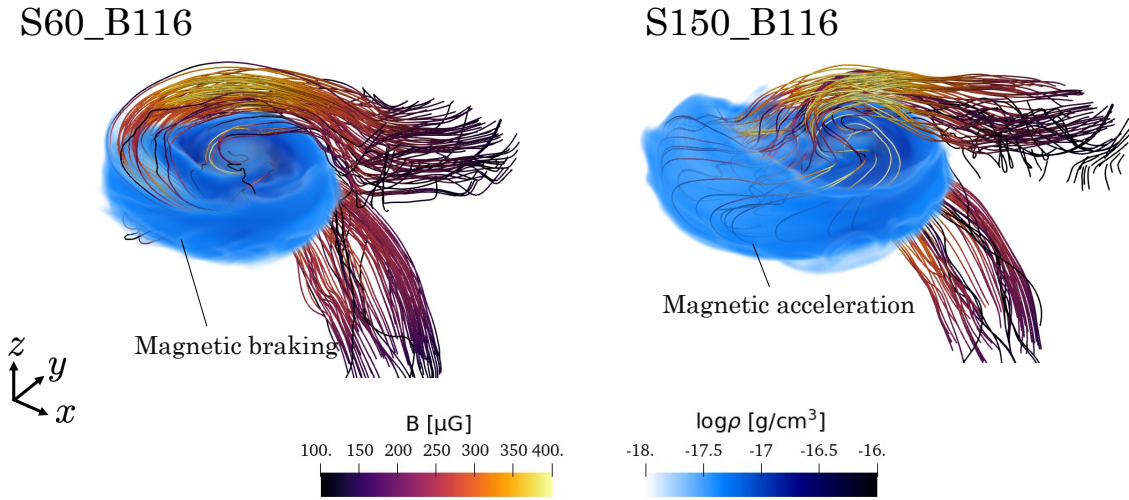 S60_B116
S150_B116
Magnetic braking
Magnetic acceleration
z
y
x
B [µG]
100. 150 200 250 300 350 400.
logρ [g/cm³]
-18. -17.5 -17 -16.5 -16.